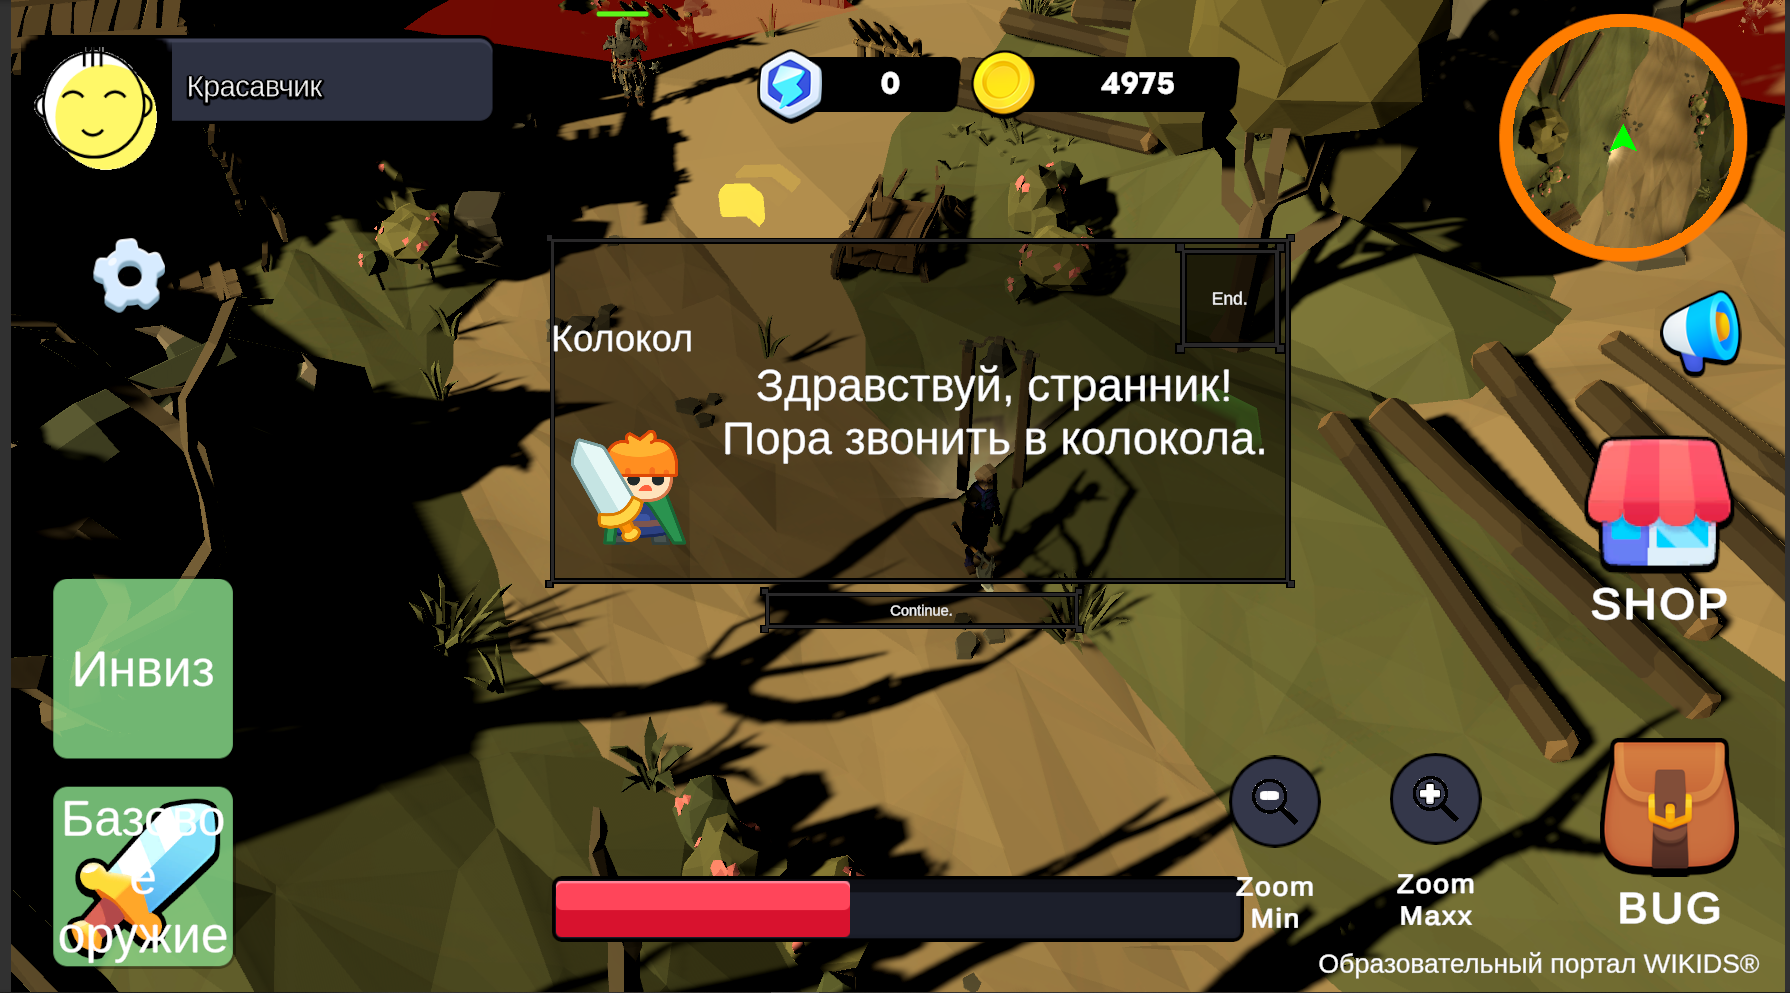 Красавчик
0
4975
End.
Колокол
Здравствуй, странник!
Пора звонить в колокола.
Continue.
SHOP
Инвиз
Базово
е
оружие
Zoom
Min
Zoom
Maxx
BUG
Образовательный портал WIKIDS®